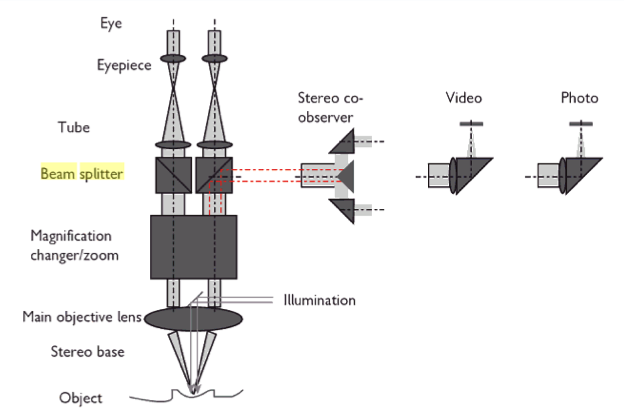 Eye
Eyepiece
Stereo co-
observer
Video
Photo
Tube
Beam splitter
Magnification
changer/zoom
Illumination
Main objective lens
Stereo base
Object